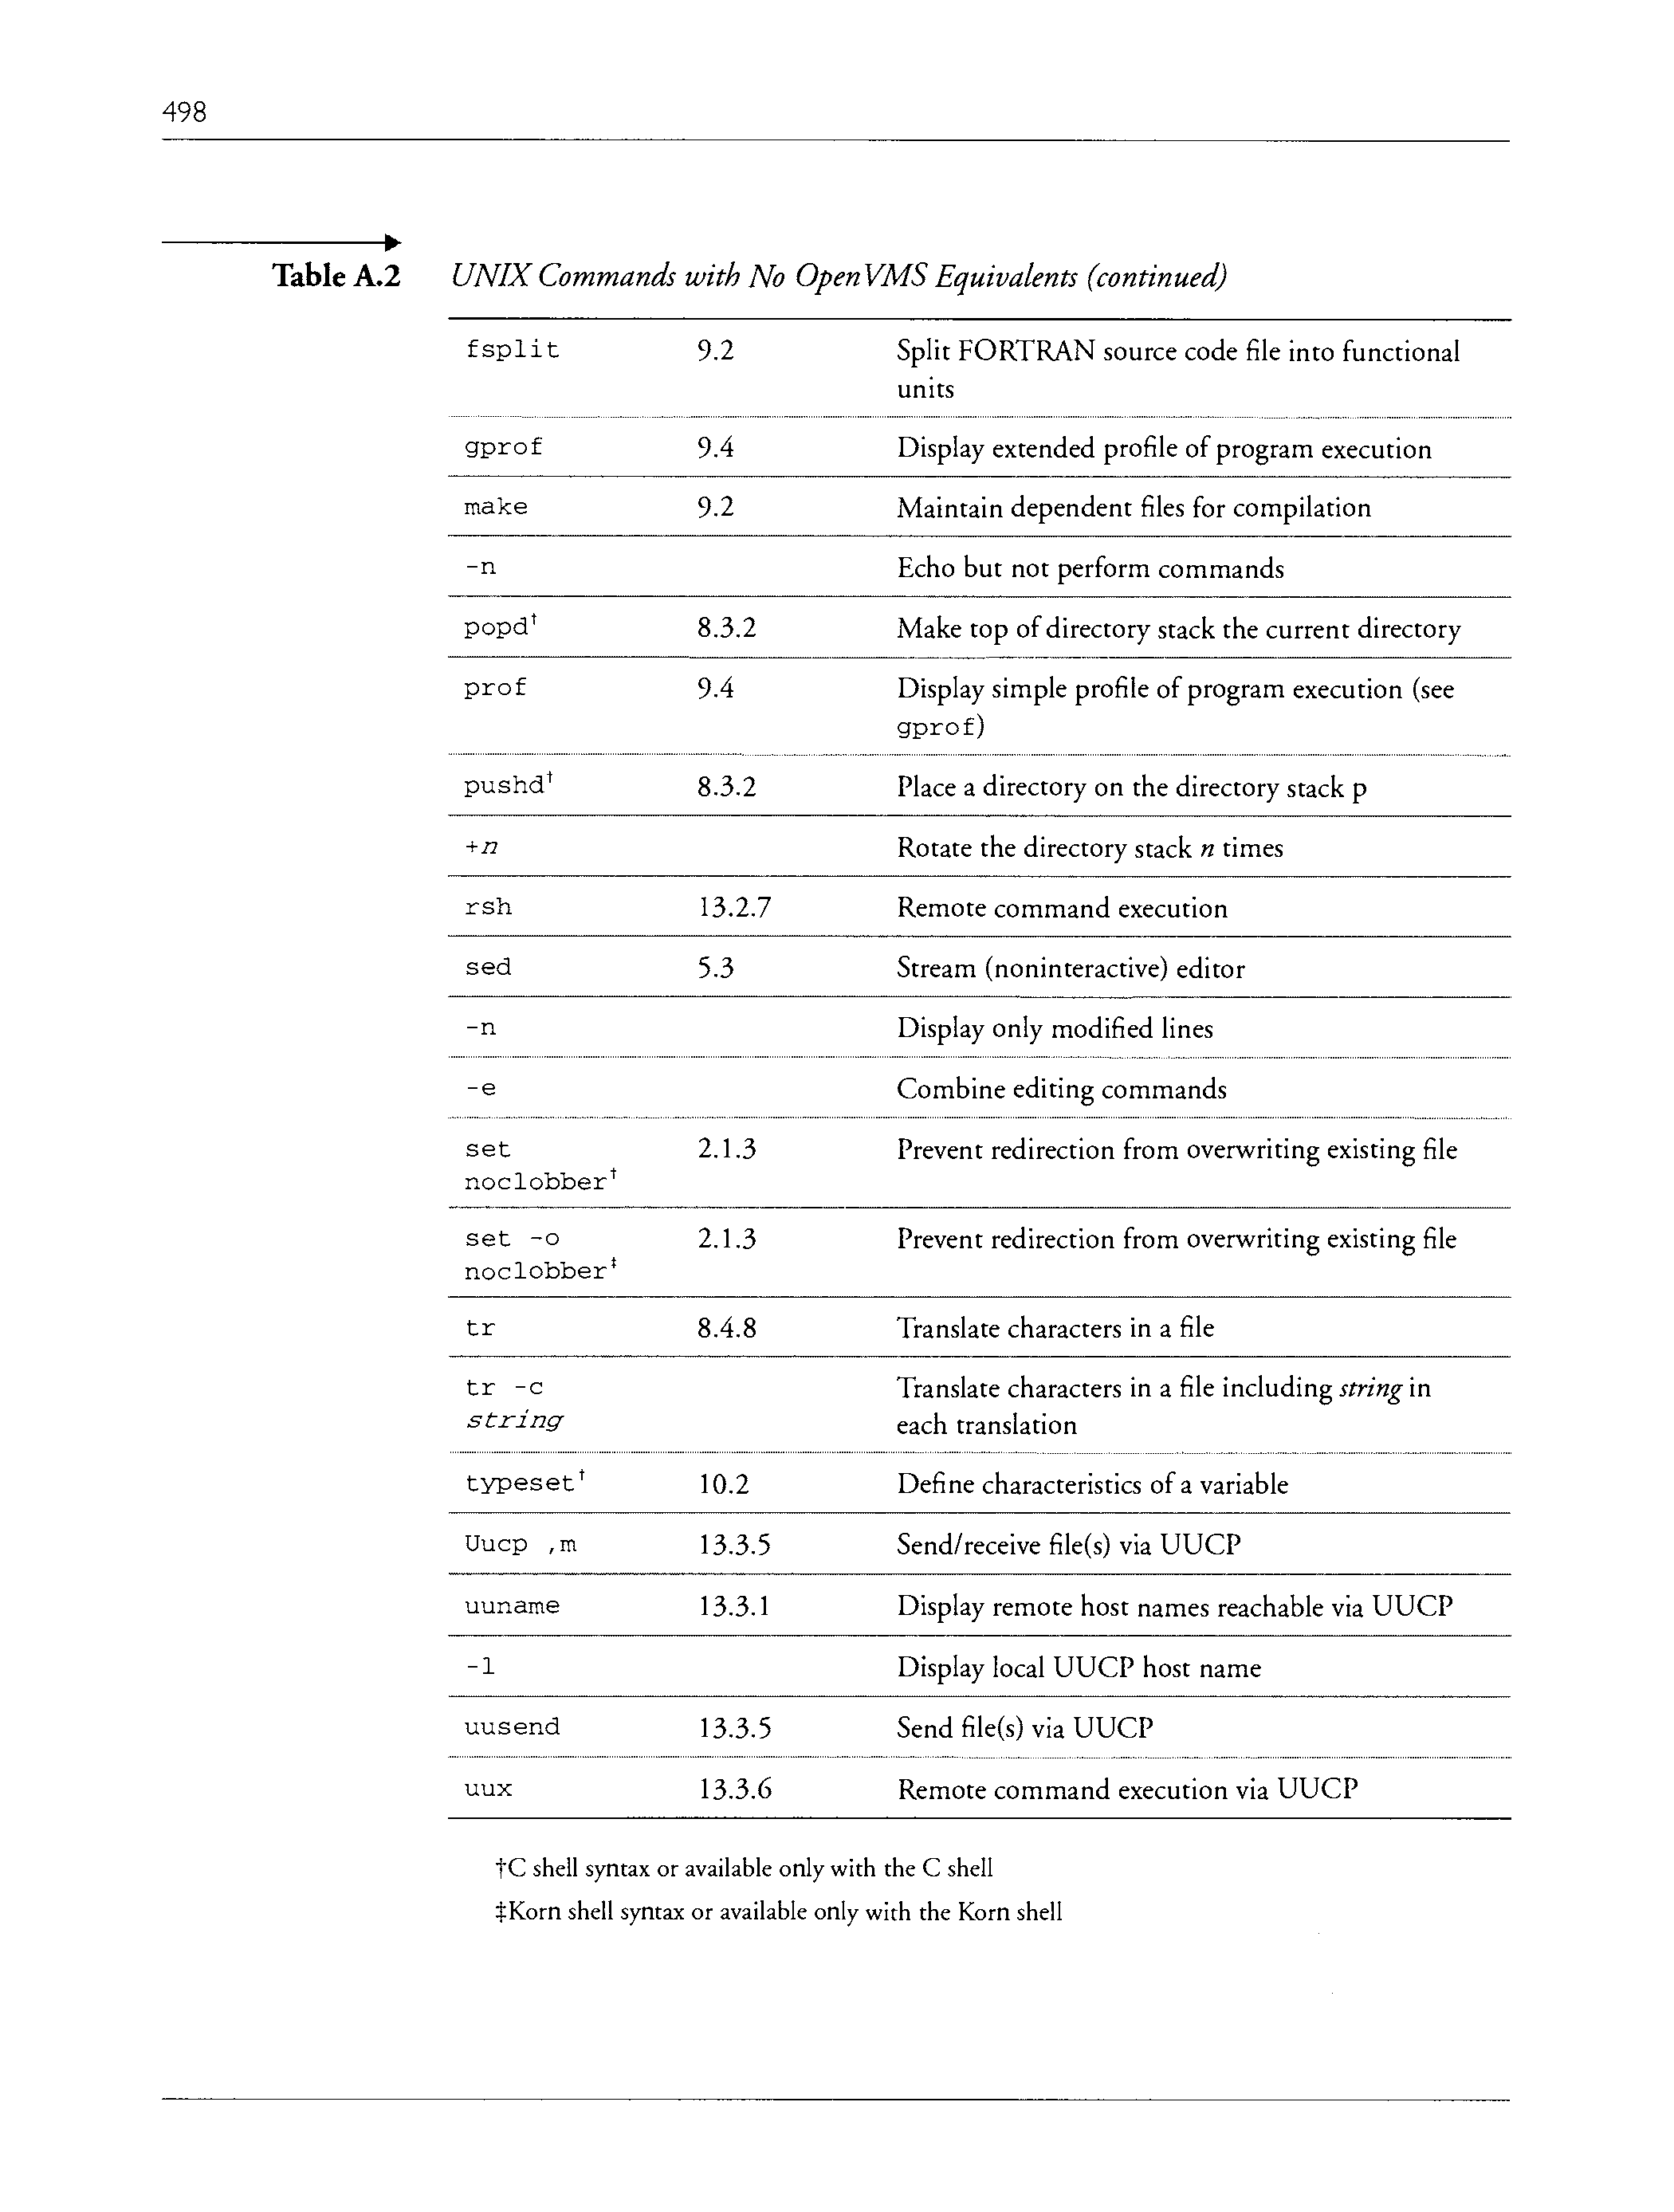 498
Table A.2 UNIX Commands with No OpenVMS Equivalents (continued)
fsplit 9.2 Split FORTRAN source code file into functional
units
gprof 9.4 Display extended profile of program execution
make 9.2 Maintain dependent files for compilation
-n Echo but not perform commands
popd† 8.3.2 Make top of directory stack the current directory
prof 9.4 Display simple profile of program execution (see
gprof)
pushd† 8.3.2 Place a directory on the directory stack p
+n Rotate the directory stack n times
rsh 13.2.7 Remote command execution
sed 5.3 Stream (noninteractive) editor
-n Display only modified lines
-e Combine editing commands
set 2.1.3 Prevent redirection from overwriting existing file
noclobber†
set -o 2.1.3 Prevent redirection from overwriting existing file
noclobber‡
tr 8.4.8 Translate characters in a file
tr -c Translate characters in a file including string in
string each translation
typeset† 10.2 Define characteristics of a variable
Uucp ,m 13.3.5 Send/receive file(s) via UUCP
uuname 13.3.1 Display remote host names reachable via UUCP
-l Display local UUCP host name
uusend 13.3.5 Send file(s) via UUCP
uux 13.3.6 Remote command execution via UUCP
†C shell syntax or available only with the C shell
‡Korn shell syntax or available only with the Korn shell